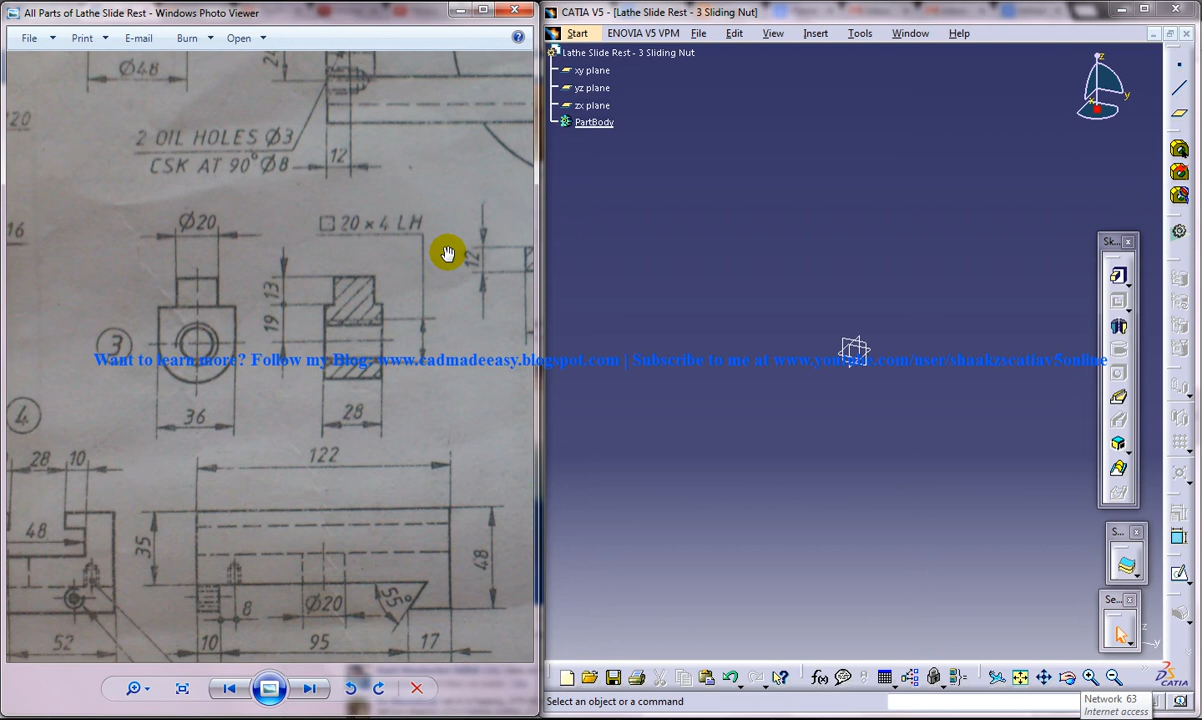 All Parts of Lathe Slide Rest - Windows Photo Viewer
File Print E-mail Burn Open
Ø48
20
2 OIL HOLES Ø3
CSK AT 90° Ø8
12
16
Ø20
□ 20 × 4 LH
12
13
19
3
36
28
4
28 10
122
48
35
48
Ø20
55°
8
52
10
95
17
CATIA V5 - [Lathe Slide Rest - 3 Sliding Nut]
Start ENOVIA V5 VPM File Edit View Insert Tools Window Help
Lathe Slide Rest - 3 Sliding Nut
xy plane
yz plane
zx plane
PartBody
z
y
x
Sk...
S...
Se...
z
y
Want to learn more? Follow my Blog: www.cadmadeeasy.blogspot.com | Subscribe to me at www.youtube.com/user/shaakzscatiav5online
f(x)
CATIA
Select an object or a command
Network 63
Internet access